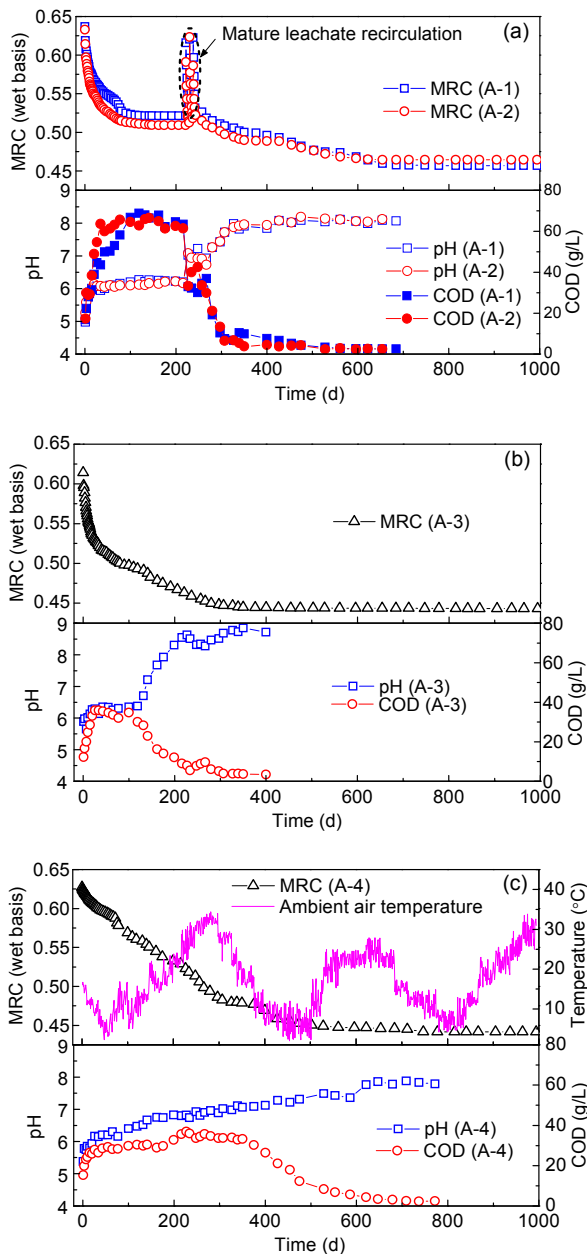 (a)
Mature leachate recirculation
MRC (A-1)
MRC (A-2)
MRC (wet basis)
0.65
0.60
0.55
0.50
0.45
pH
9
8
7
6
5
4
pH (A-1)
pH (A-2)
COD (A-1)
COD (A-2)
80
60
40
20
0
COD (g/L)
0 200 400 600 800 1000
Time (d)
(b)
MRC (A-3)
MRC (wet basis)
0.65
0.60
0.55
0.50
0.45
pH
9
8
7
6
5
4
pH (A-3)
COD (A-3)
80
60
40
20
0
COD (g/L)
0 200 400 600 800 1000
Time (d)
(c)
MRC (A-4)
Ambient air temperature
MRC (wet basis)
0.65
0.60
0.55
0.50
0.45
40
30
20
10
Temperature (°C)
pH
9
8
7
6
5
4
pH (A-4)
COD (A-4)
80
60
40
20
0
COD (g/L)
0 200 400 600 800 1000
Time (d)